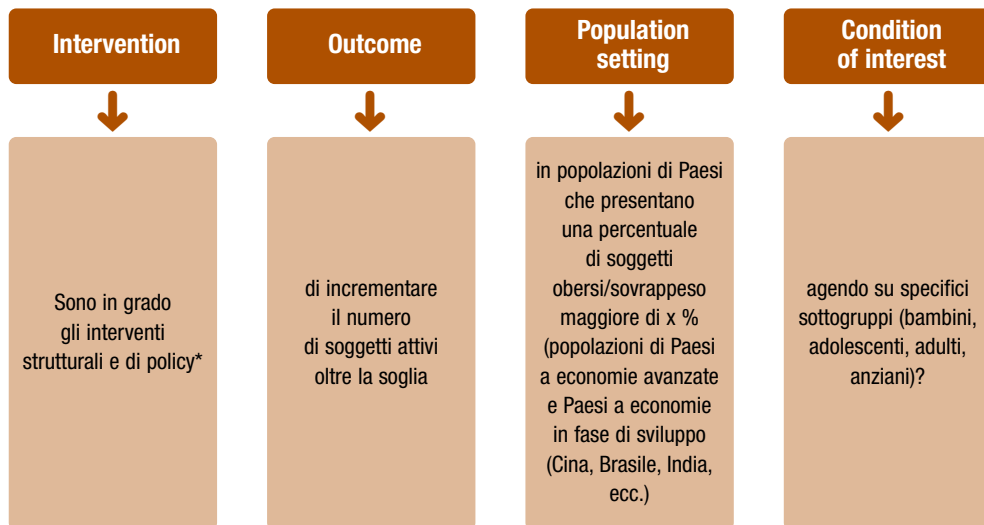 Intervention
Sono in grado
gli interventi
strutturali e di policy*
Outcome
di incrementare
il numero
di soggetti attivi
oltre la soglia
Population
setting
in popolazioni di Paesi
che presentano
una percentuale
di soggetti
obersi/sovrappeso
maggiore di x %
(popolazioni di Paesi
a economie avanzate
e Paesi a economie
in fase di sviluppo
(Cina, Brasile, India,
ecc.)
Condition
of interest
agendo su specifici
sottogruppi (bambini,
adolescenti, adulti,
anziani)?